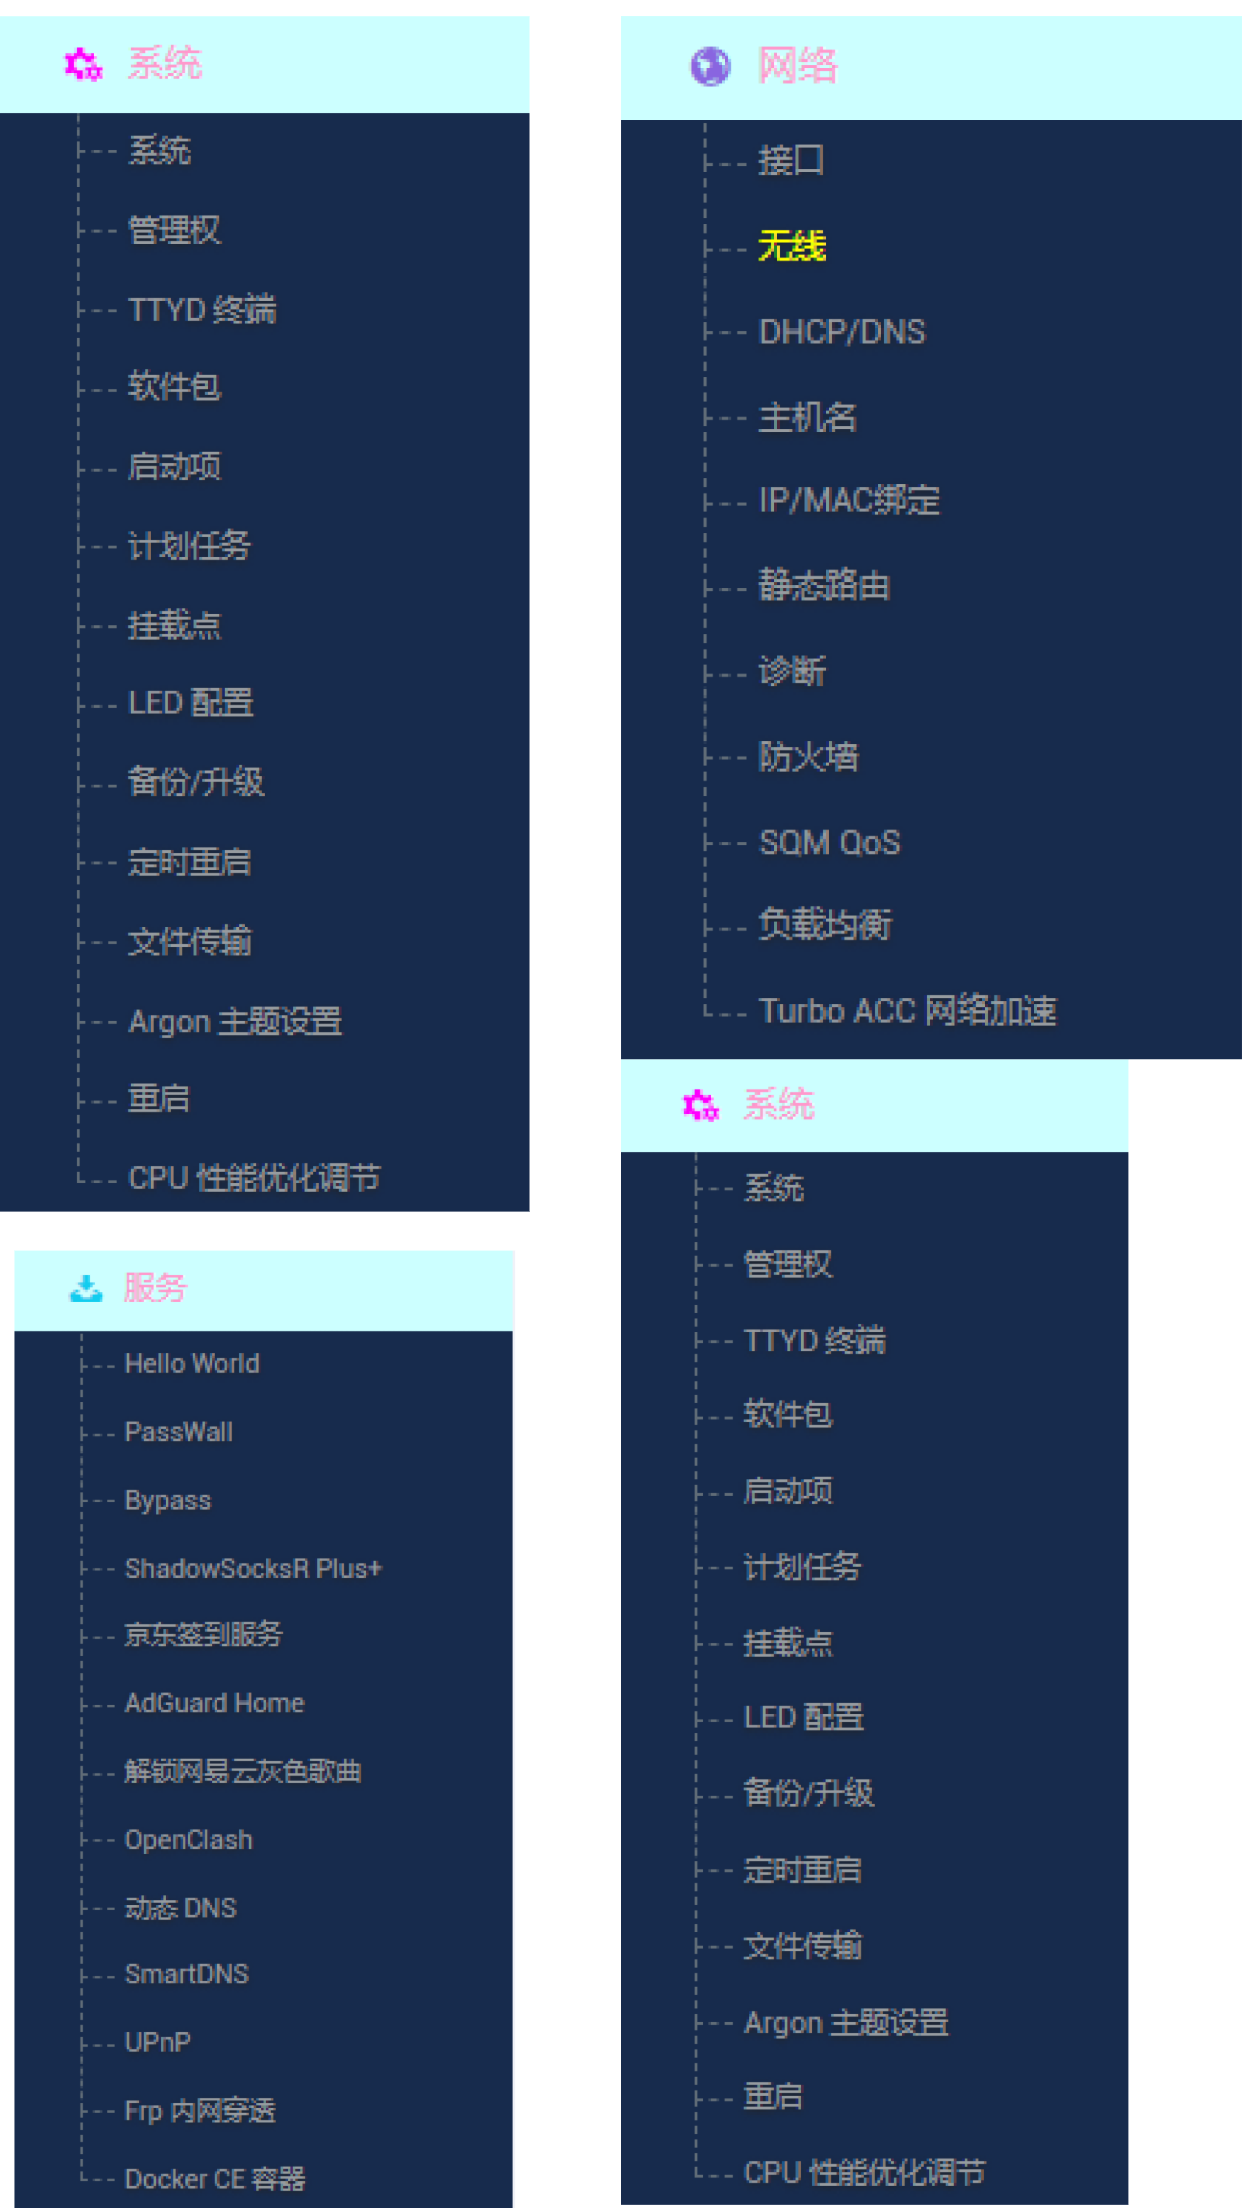 系统
系统
管理权
TTYD 终端
软件包
启动项
计划任务
挂载点
LED 配置
备份/升级
定时重启
文件传输
Argon 主题设置
重启
CPU 性能优化调节
服务
Hello World
PassWall
Bypass
ShadowSocksR Plus+
京东签到服务
AdGuard Home
解锁网易云灰色歌曲
OpenClash
动态 DNS
SmartDNS
UPnP
Frp 内网穿透
Docker CE 容器
网络
接口
无线
DHCP/DNS
主机名
IP/MAC绑定
静态路由
诊断
防火墙
SQM QoS
负载均衡
Turbo ACC 网络加速
系统
系统
管理权
TTYD 终端
软件包
启动项
计划任务
挂载点
LED 配置
备份/升级
定时重启
文件传输
Argon 主题设置
重启
CPU 性能优化调节